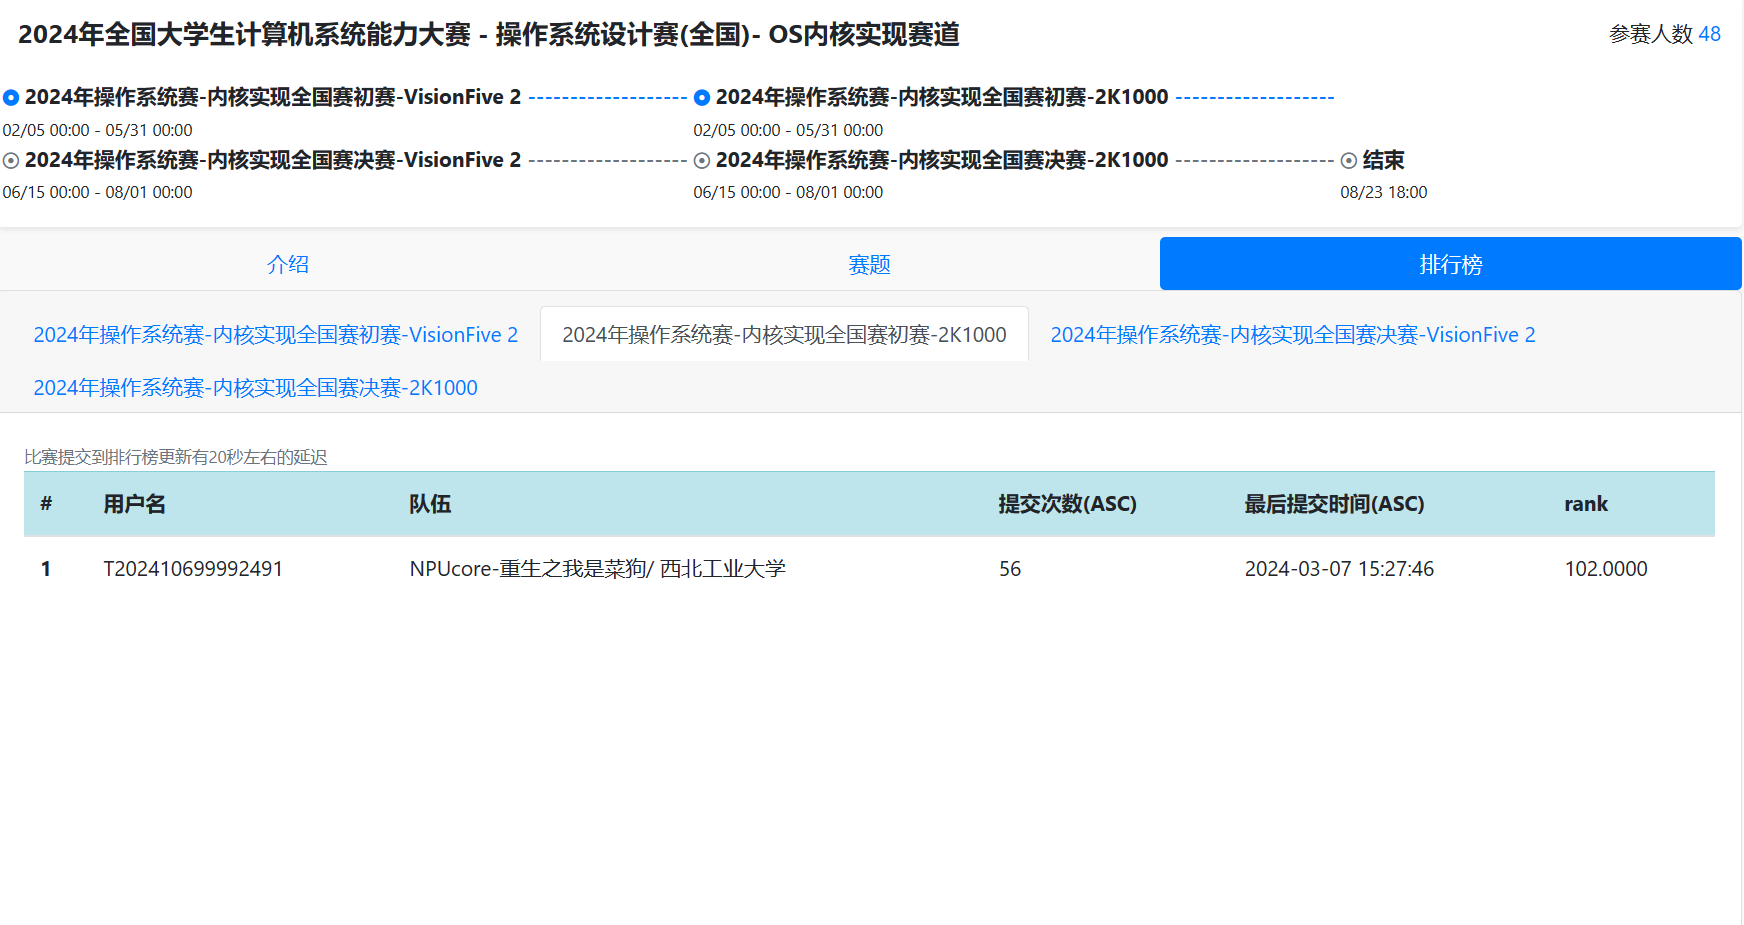 2024年全国大学生计算机系统能力大赛 - 操作系统设计赛(全国)- OS内核实现赛道
参赛人数 48
2024年操作系统赛-内核实现全国赛初赛-VisionFive 2 -------------------
2024年操作系统赛-内核实现全国赛初赛-2K1000 -------------------
02/05 00:00 - 05/31 00:00
02/05 00:00 - 05/31 00:00
2024年操作系统赛-内核实现全国赛决赛-VisionFive 2 -------------------
2024年操作系统赛-内核实现全国赛决赛-2K1000 -------------------
结束
06/15 00:00 - 08/01 00:00
06/15 00:00 - 08/01 00:00
08/23 18:00
介绍
赛题
排行榜
2024年操作系统赛-内核实现全国赛初赛-VisionFive 2
2024年操作系统赛-内核实现全国赛初赛-2K1000
2024年操作系统赛-内核实现全国赛决赛-VisionFive 2
2024年操作系统赛-内核实现全国赛决赛-2K1000
比赛提交到排行榜更新有20秒左右的延迟
# 用户名 队伍 提交次数(ASC) 最后提交时间(ASC) rank
1 T202410699992491 NPUcore-重生之我是菜狗/ 西北工业大学 56 2024-03-07 15:27:46 102.0000